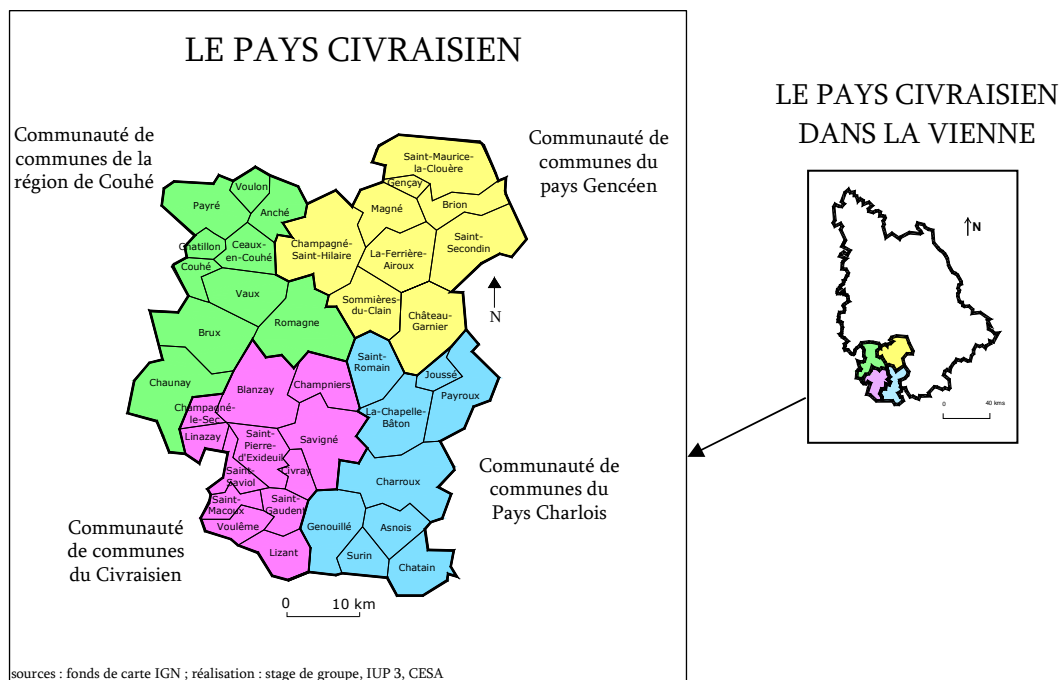 LE PAYS CIVRAISIEN
Communauté de
communes de la
région de Couhé
Communauté de
communes du
pays Gencéen
Saint-Maurice-
la-Clouère
Gençay
Voulon
Payré
Anché
Magné
Brion
Champagné-
Saint-Hilaire
Saint-
Secondin
Chatillon
Ceaux-
en-Couhé
La-Ferrière-
Airoux
Couhé
Vaux
Sommières-
du-Clain
Château-
Garnier
N
Brux
Romagne
Saint-
Romain
Joussé
Payroux
Chaunay
Blanzay
Champniers
Champagné-
le-Sec
La-Chapelle-
Bâton
Linazay
Saint-
Pierre-
d'Exideuil
Savigné
Saint-
Saviol
Civray
Charroux
Communauté de
communes du
Pays Charlois
Saint-
Macoux
Saint-
Gaudent
Voulême
Genouillé
Asnois
Communauté
de communes
du Civraisien
Lizant
Surin
Chatain
0 10 km
sources : fonds de carte IGN ; réalisation : stage de groupe, IUP 3, CESA
LE PAYS CIVRAISIEN
DANS LA VIENNE
N
0 40 kms